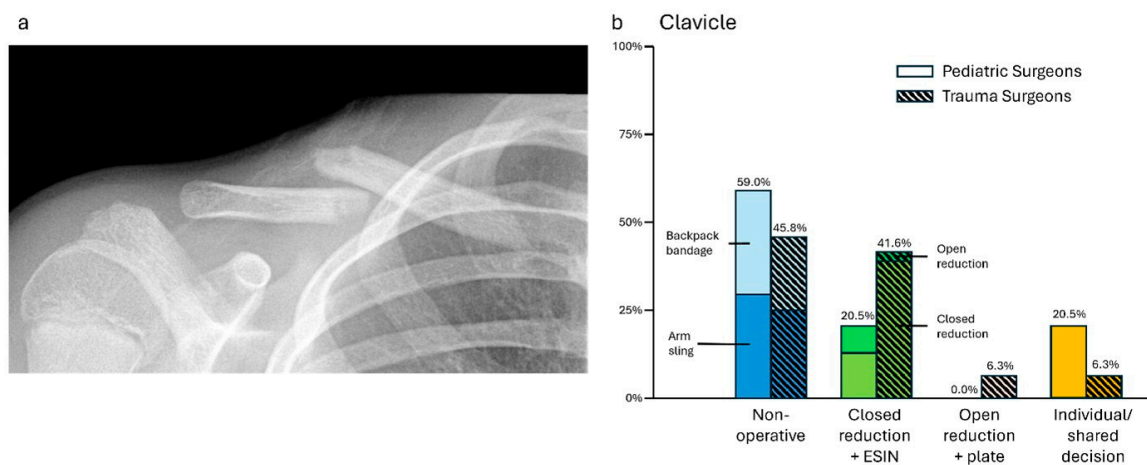 a
b Clavicle
100%
75%
50%
25%
0%
Pediatric Surgeons
Trauma Surgeons
59.0%
45.8%
Backpack
bandage
Arm
sling
20.5%
41.6%
Open
reduction
Closed
reduction
0.0%
6.3%
20.5%
6.3%
Non-
operative
Closed
reduction
+ ESIN
Open
reduction
+ plate
Individual/
shared
decision